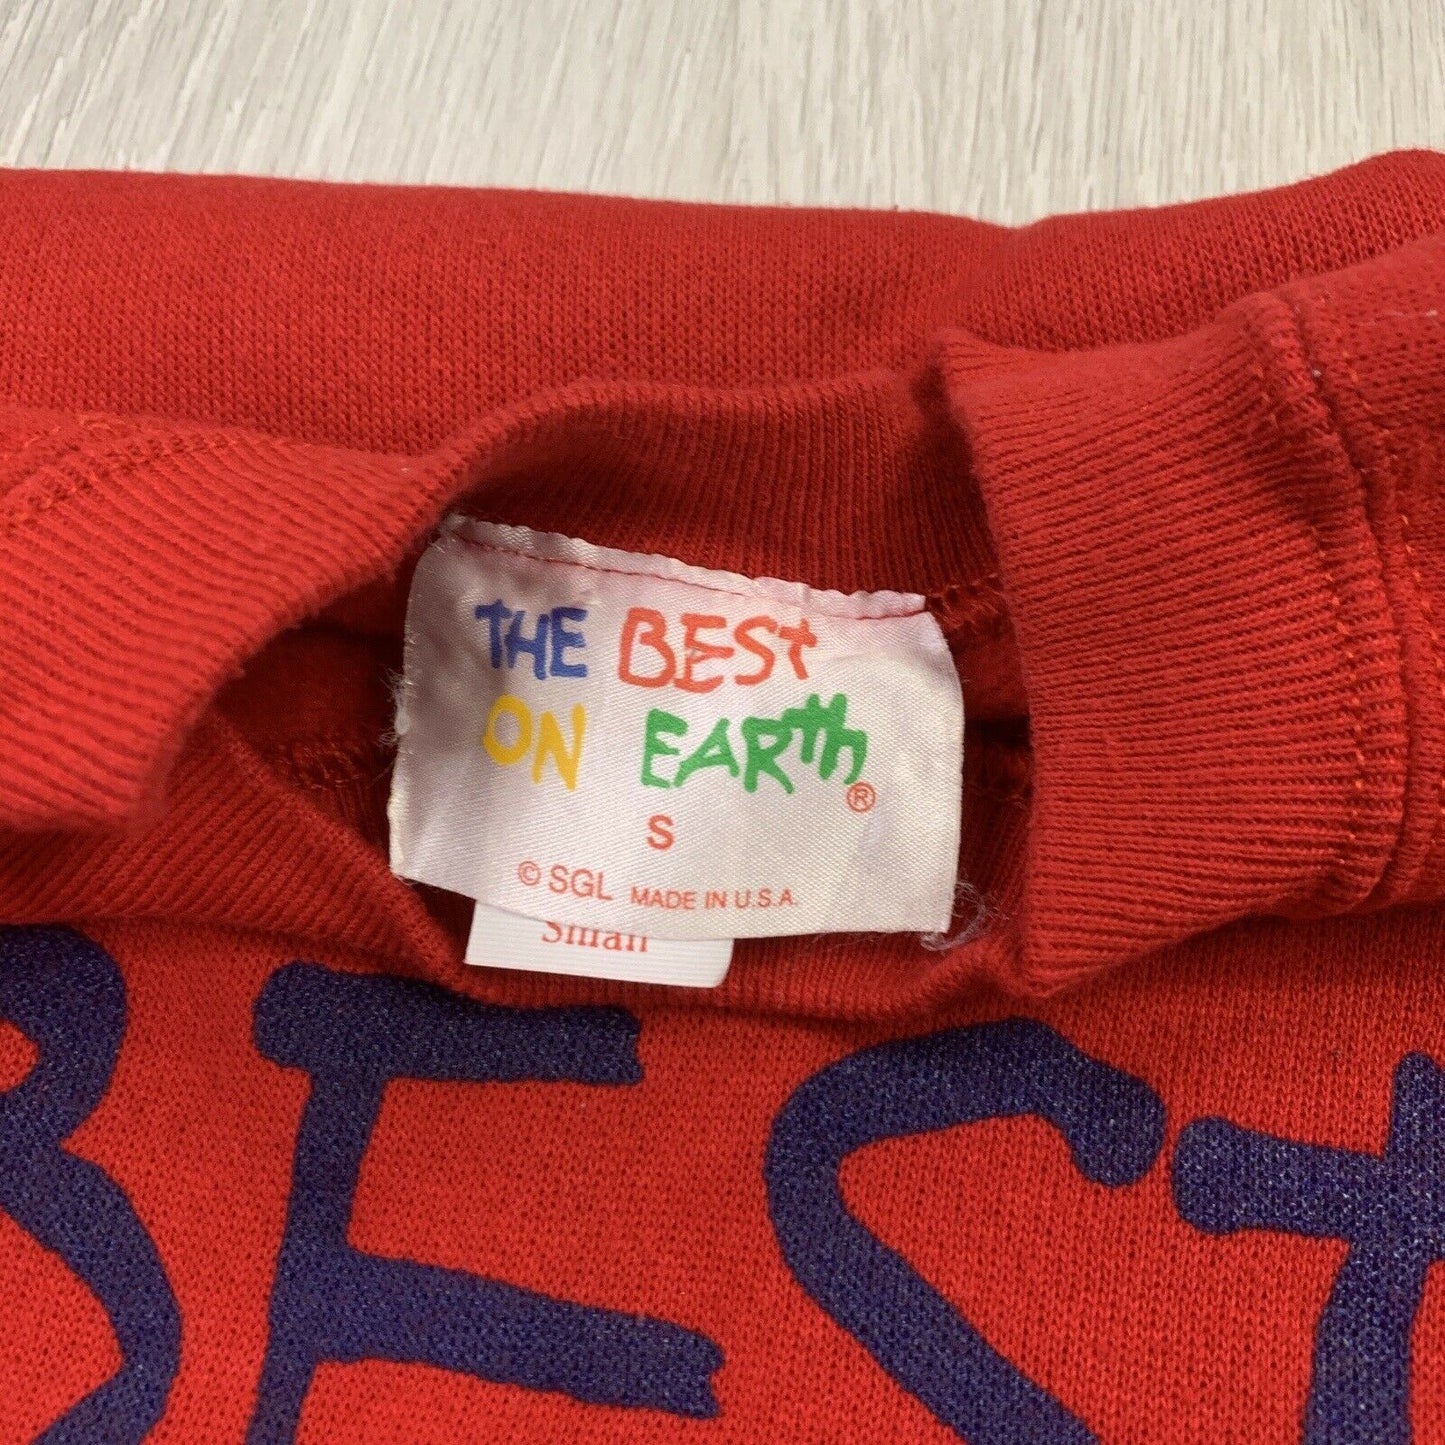 THE BEST
ON EARth®
S
© SGL MADE IN U.S.A.
Small
BEST